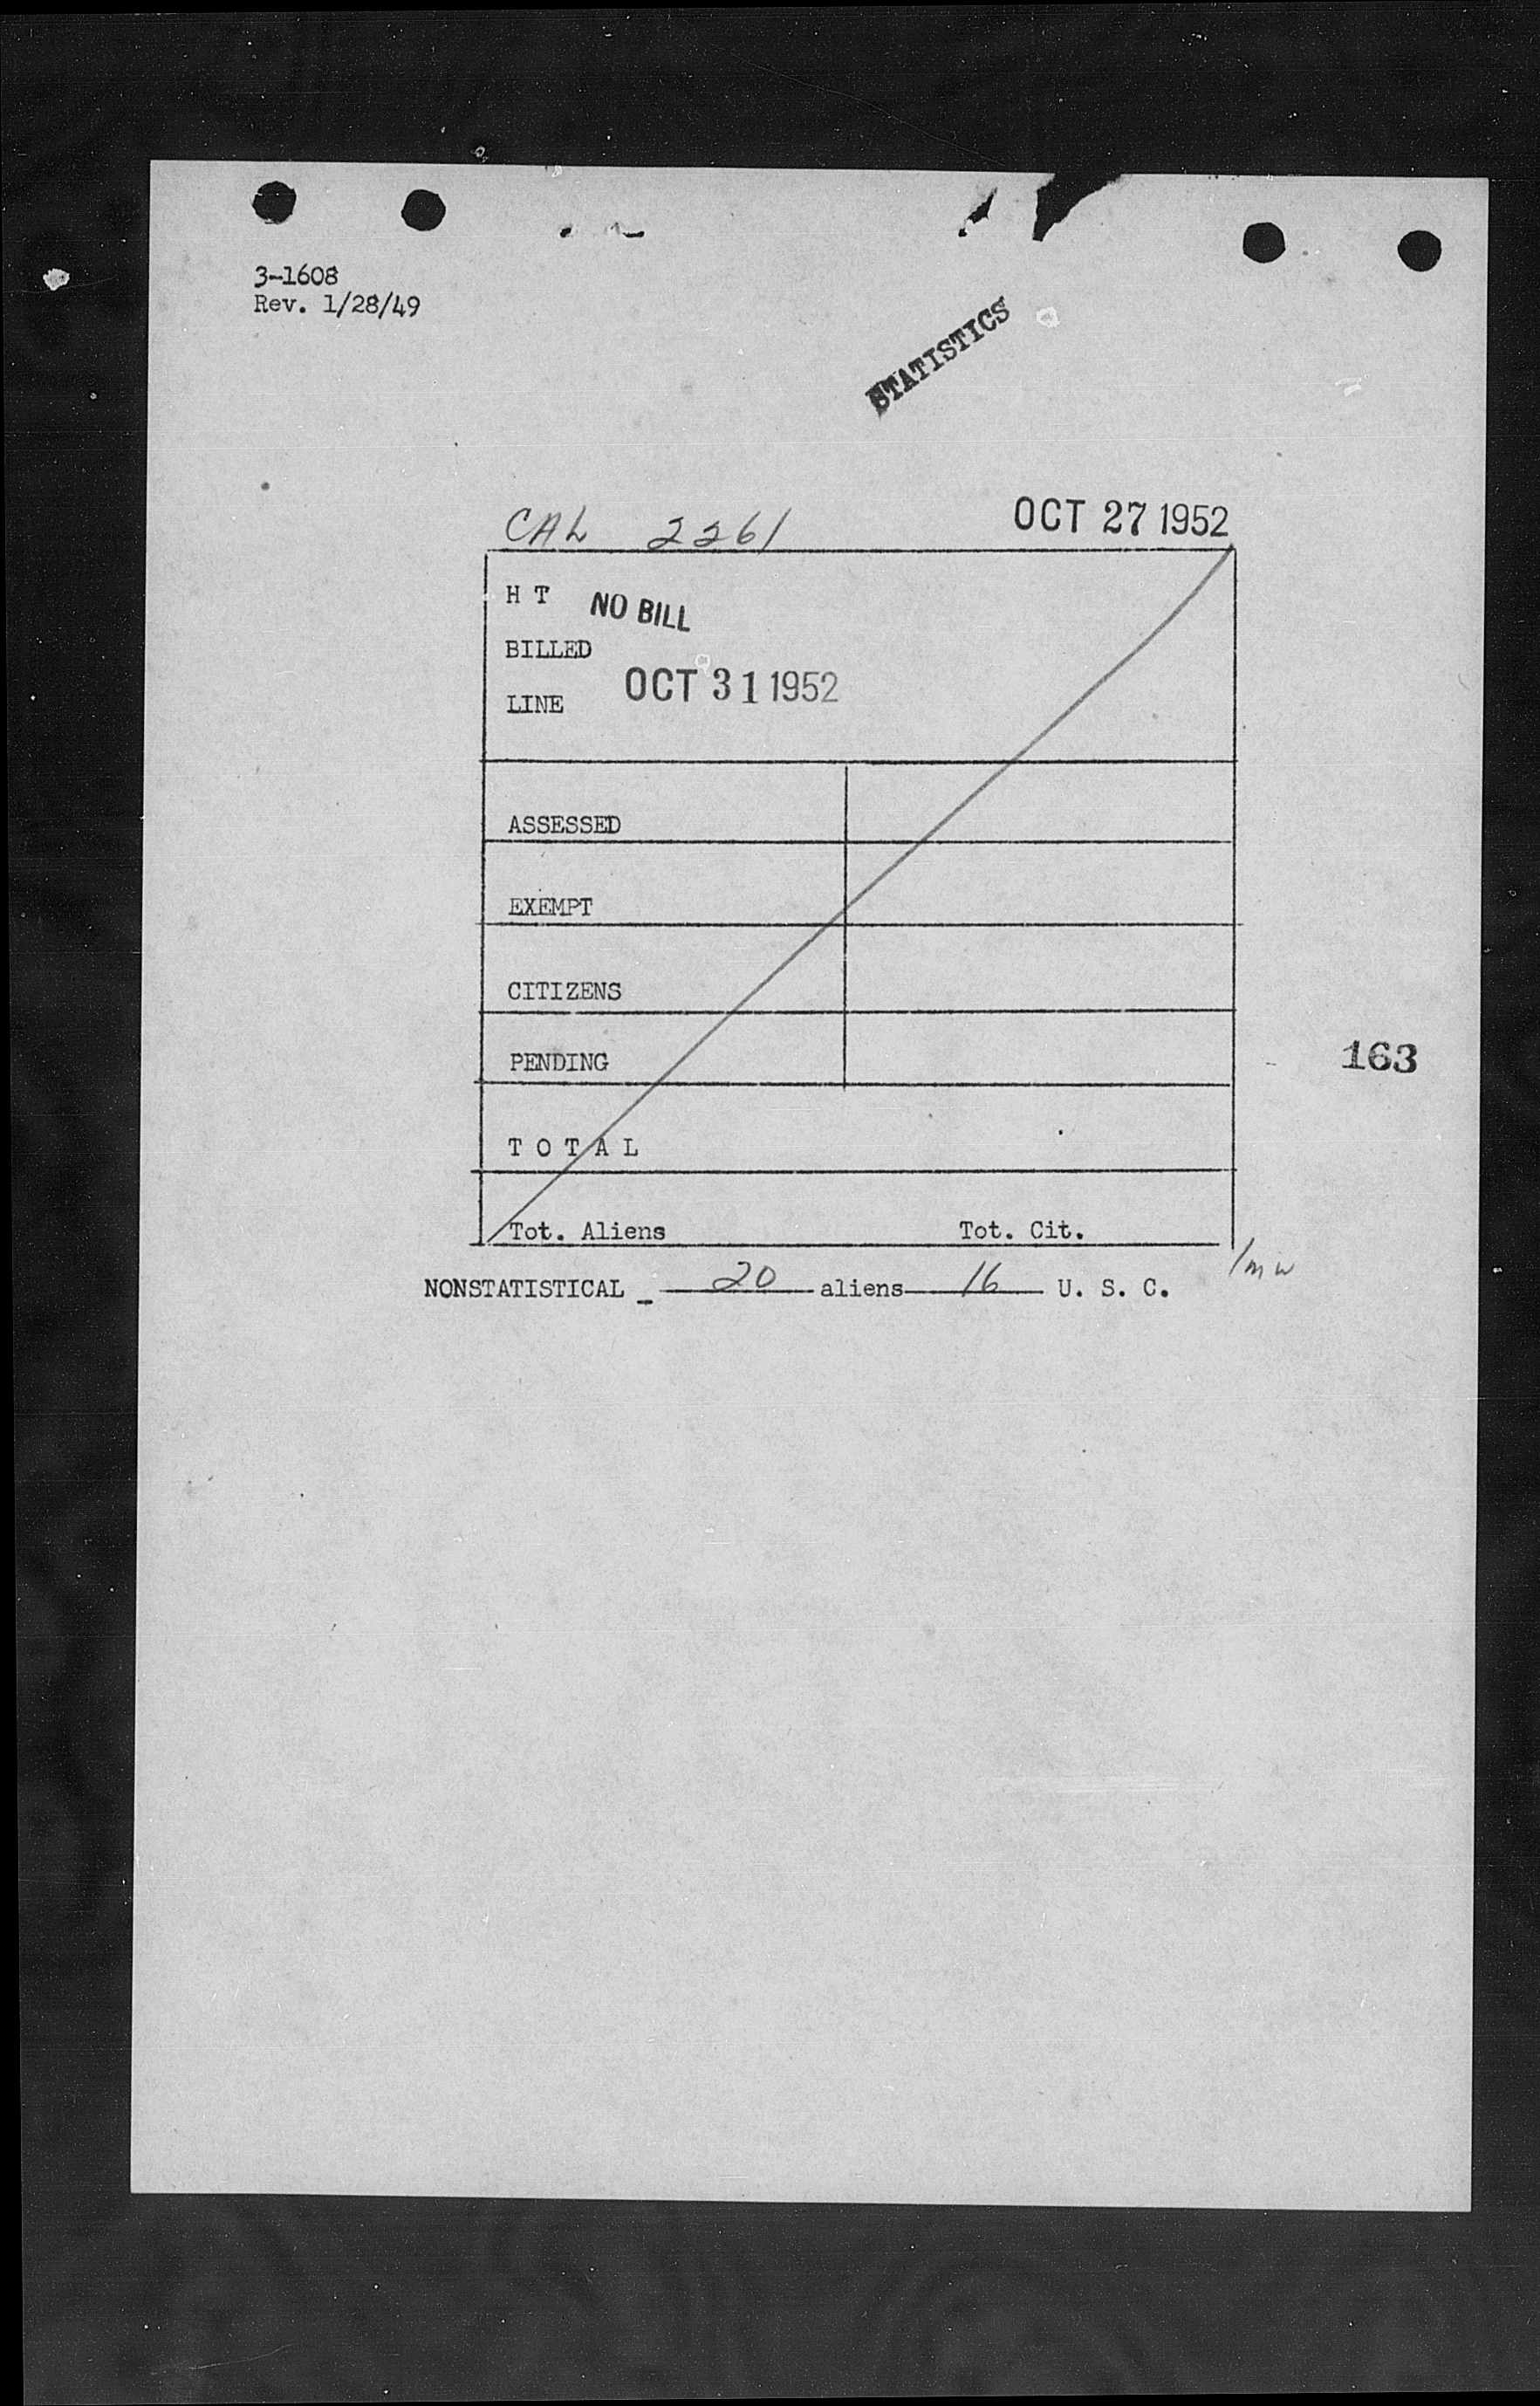 3-1608
Rev. 1/28/49
STATISTICS
CAL 2261 OCT 27 1952
H T NO BILL
BILLED
OCT 31 1952
LINE
ASSESSED
EXEMPT
CITIZENS
PENDING
163
T O T A L
Tot. Aliens Tot. Cit.
NONSTATISTICAL - 20 aliens 16 U. S. C.